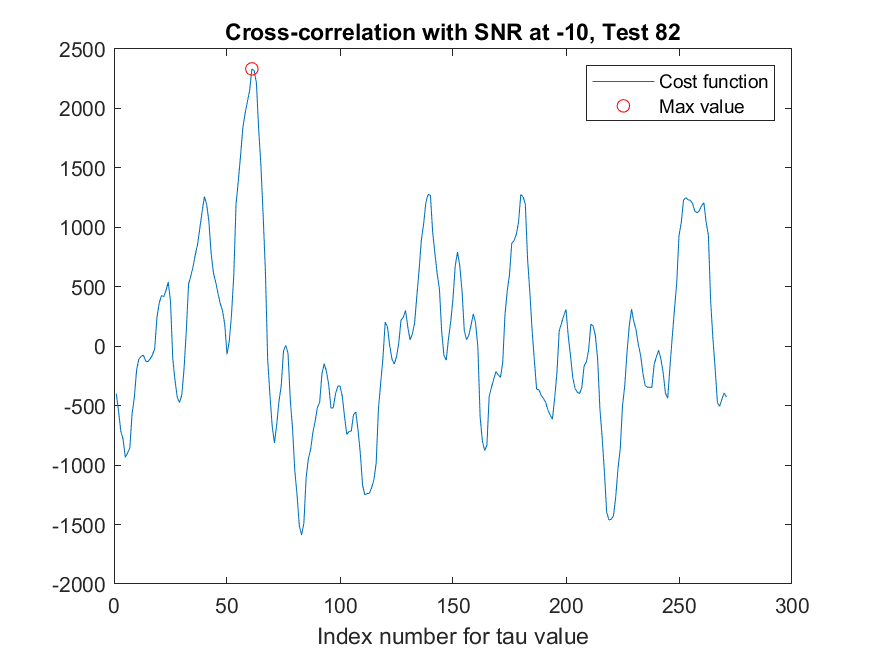 Cross-correlation with SNR at -10, Test 82
2500
2000
1500
1000
500
0
-500
-1000
-1500
-2000
Cost function
Max value
0 50 100 150 200 250 300
Index number for tau value